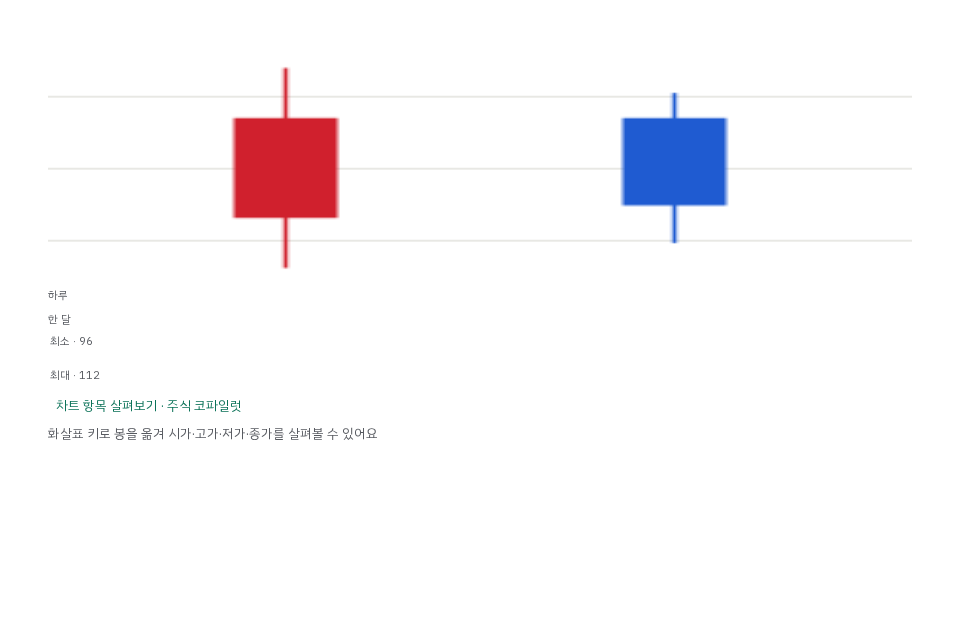 하루
한 달
최소 · 96
최대 · 112
차트 항목 살펴보기 · 주식 코파일럿
화살표 키로 봉을 옮겨 시가·고가·저가·종가를 살펴볼 수 있어요